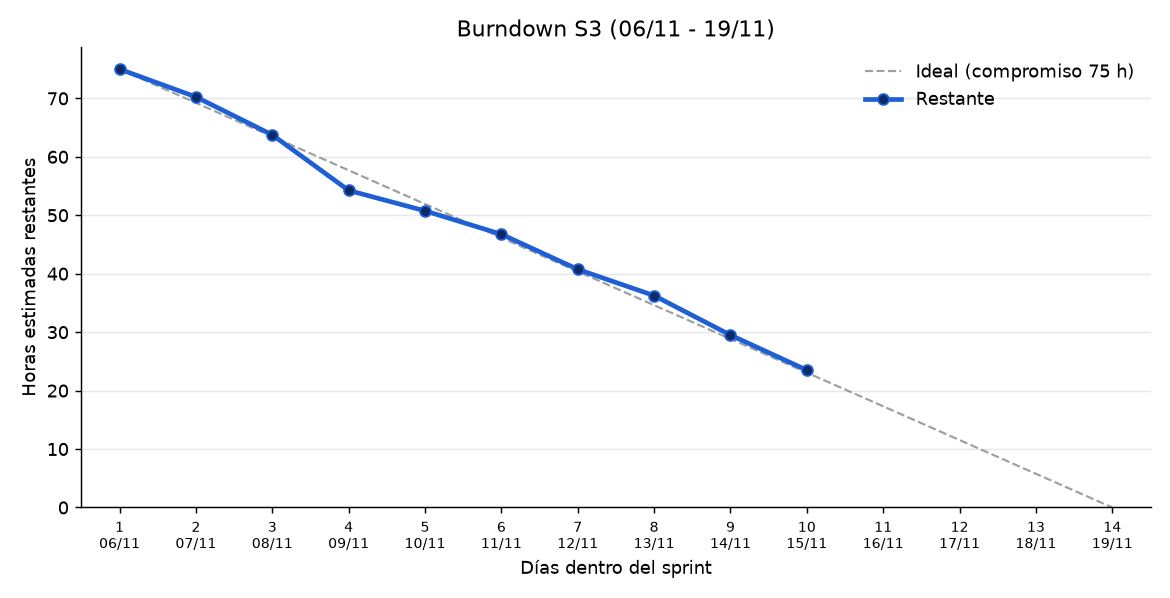 Burndown S3 (06/11 - 19/11)
Ideal (compromiso 75 h)
Restante
Horas estimadas restantes
70
60
50
40
30
20
10
0
1 2 3 4 5 6 7 8 9 10 11 12 13 14
06/11 07/11 08/11 09/11 10/11 11/11 12/11 13/11 14/11 15/11 16/11 17/11 18/11 19/11
Días dentro del sprint